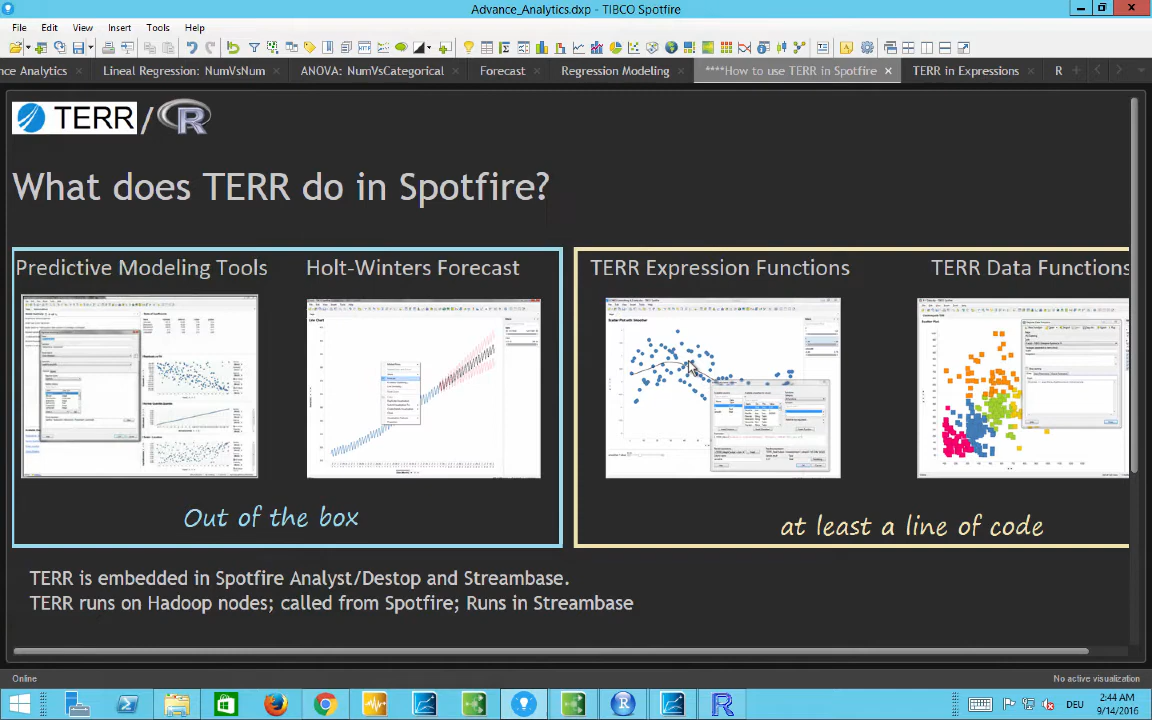 Advance_Analytics.dxp - TIBCO Spotfire
File Edit View Insert Tools Help
nce Analytics
Lineal Regression: NumVsNum
ANOVA: NumVsCategorical
Forecast
Regression Modeling
****How to use TERR in Spotfire
TERR in Expressions
R
TERR / R
What does TERR do in Spotfire?
Predictive Modeling Tools
Holt-Winters Forecast
TERR Expression Functions
TERR Data Functions
Out of the box
at least a line of code
TERR is embedded in Spotfire Analyst/Destop and Streambase.
TERR runs on Hadoop nodes; called from Spotfire; Runs in Streambase
Online
No active visualization
DEU
2:44 AM
9/14/2016